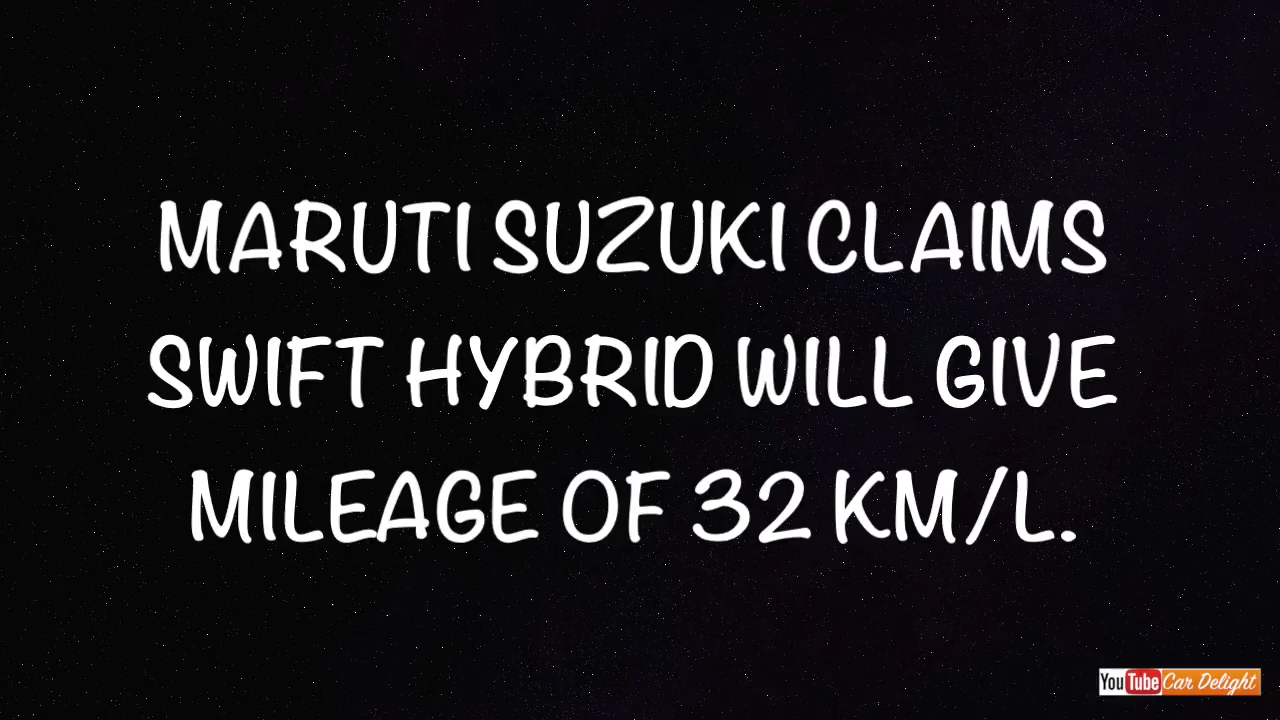 MARUTI SUZUKI CLAIMS
SWIFT HYBRID WILL GIVE
MILEAGE OF 32 KM/L.
YouTube Car Delight